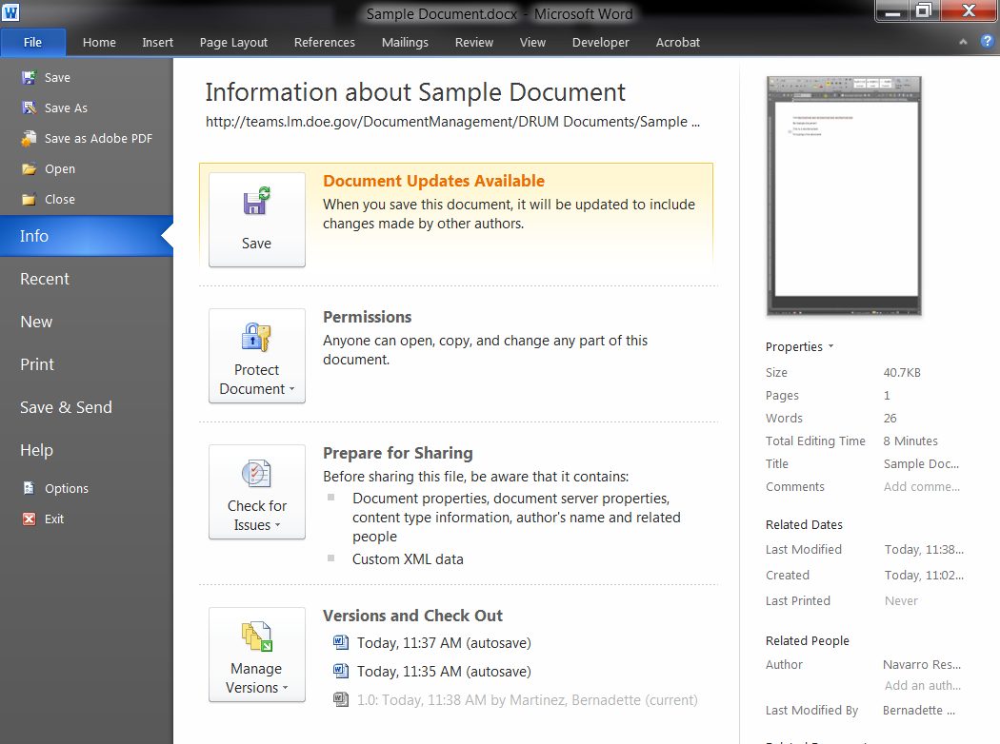 Sample Document.docx - Microsoft Word
File Home Insert Page Layout References Mailings Review View Developer Acrobat
Save
Save As
Save as Adobe PDF
Open
Close
Info
Recent
New
Print
Save & Send
Help
Options
Exit
Information about Sample Document
http://teams.lm.doe.gov/DocumentManagement/DRUM Documents/Sample ...
Save
Document Updates Available
When you save this document, it will be updated to include
changes made by other authors.
Protect
Document
Permissions
Anyone can open, copy, and change any part of this
document.
Check for
Issues
Prepare for Sharing
Before sharing this file, be aware that it contains:
Document properties, document server properties,
content type information, author's name and related
people
Custom XML data
Manage
Versions
Versions and Check Out
Today, 11:37 AM (autosave)
Today, 11:35 AM (autosave)
1.0: Today, 11:38 AM by Martinez, Bernadette (current)
Properties
Size 40.7KB
Pages 1
Words 26
Total Editing Time 8 Minutes
Title Sample Doc...
Comments Add comme...
Related Dates
Last Modified Today, 11:38...
Created Today, 11:02...
Last Printed Never
Related People
Author Navarro Res...
Add an auth...
Last Modified By Bernadette ...